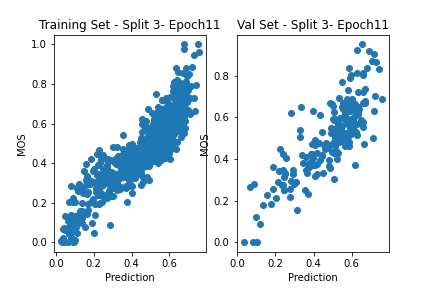 Training Set - Split 3- Epoch11
Val Set - Split 3- Epoch11
1.0
0.8
0.6
0.4
0.2
0.0
MOS
0.0 0.2 0.4 0.6
Prediction
0.8
0.6
0.4
0.2
0.0
MOS
0.0 0.2 0.4 0.6
Prediction